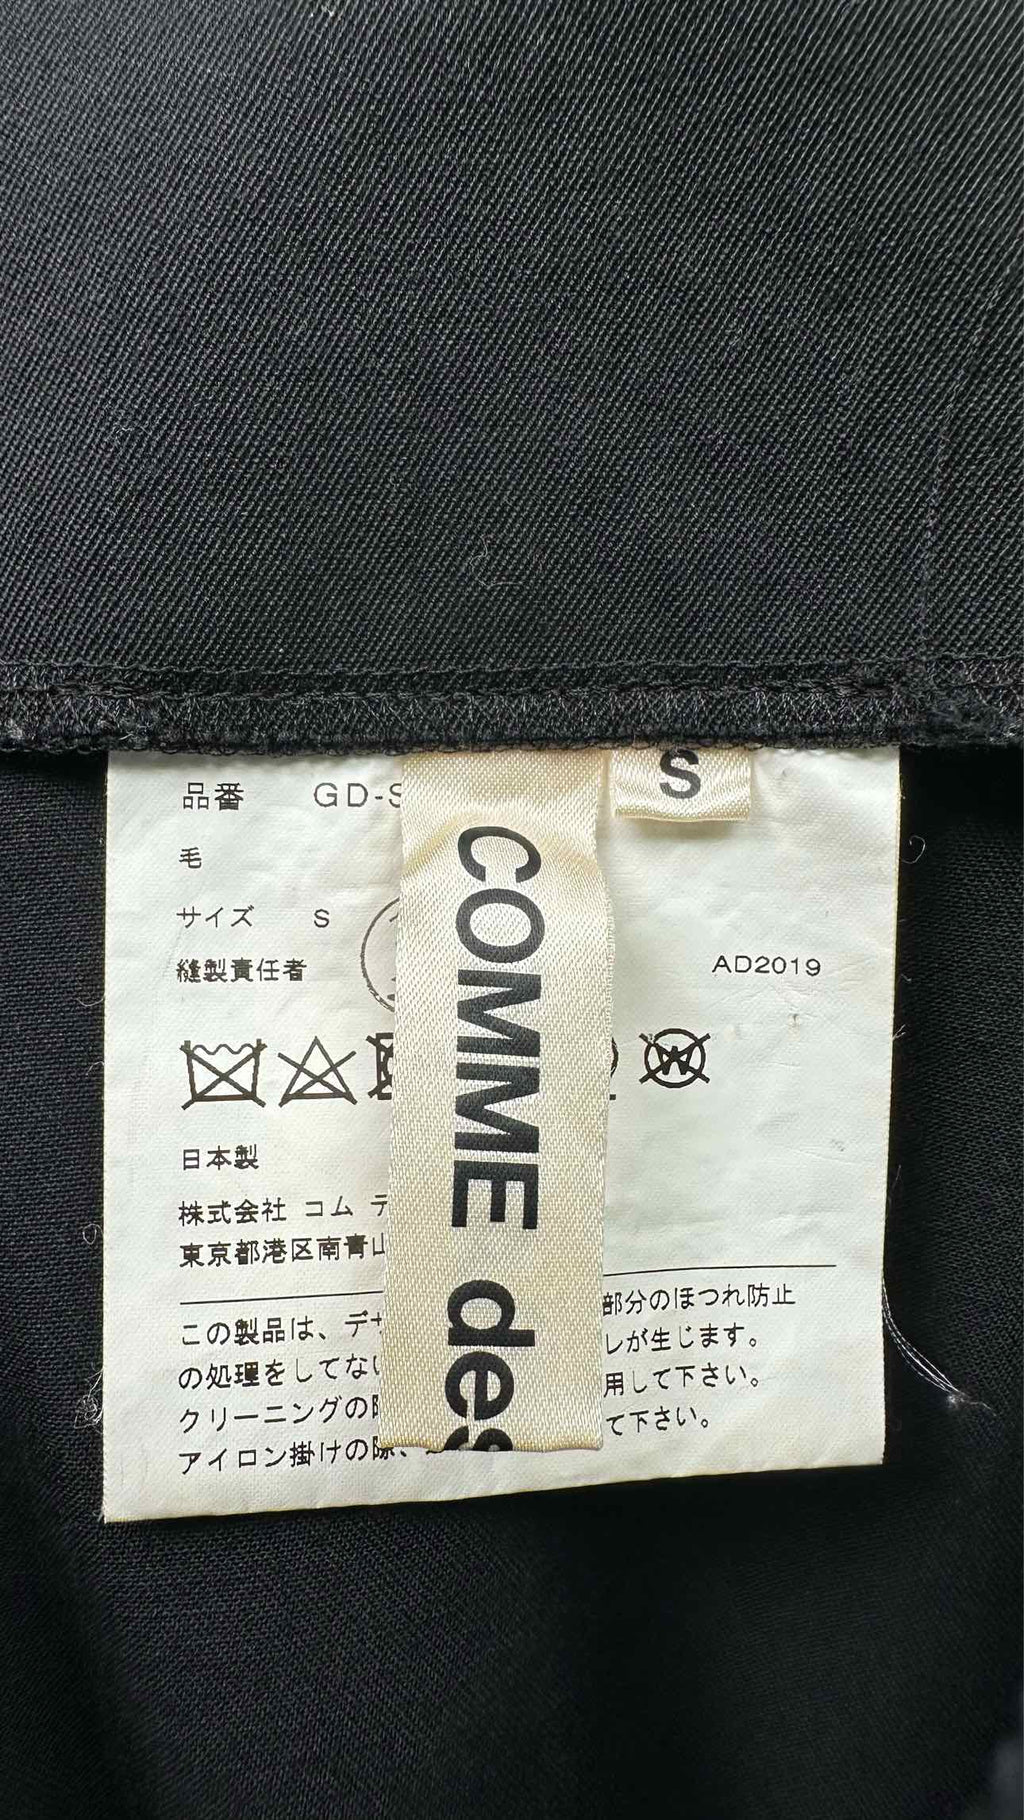 品番 GD-S
毛
サイズ S
縫製責任者
AD2019
日本製
株式会社 コム デ
東京都港区南青山
この製品は、デザ
部分のほつれ防止
の処理をしてない
レが生じます。
クリーニングの際
用して下さい。
アイロン掛けの際、
て下さい。
COMME des
S
W